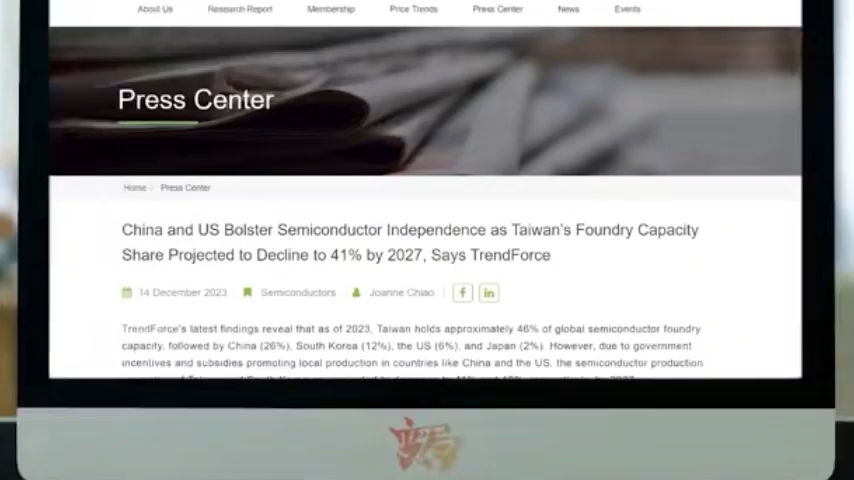 About Us Research Report Membership Price Trends Press Center News Events
Press Center
Home Press Center
China and US Bolster Semiconductor Independence as Taiwan's Foundry Capacity
Share Projected to Decline to 41% by 2027, Says TrendForce
14 December 2023 Semiconductors Joanne Chiao f in
TrendForce's latest findings reveal that as of 2023, Taiwan holds approximately 46% of global semiconductor foundry
capacity, followed by China (26%), South Korea (12%), the US (6%), and Japan (2%). However, due to government
incentives and subsidies promoting local production in countries like China and the US, the semiconductor production